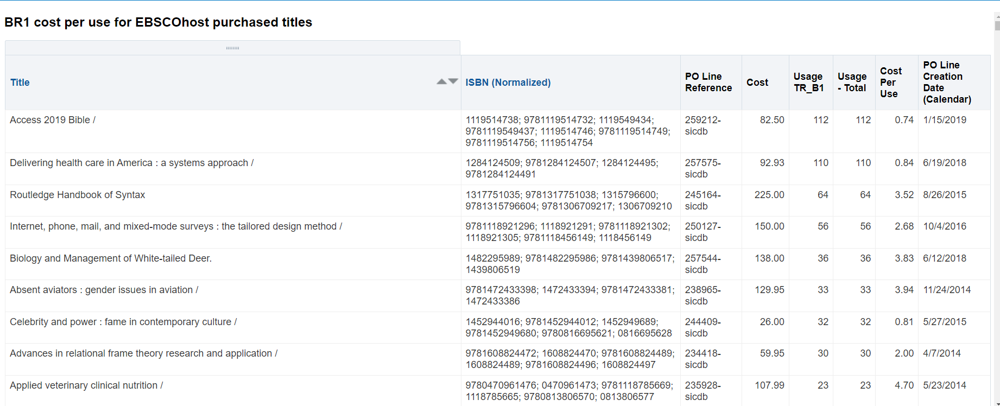 BR1 cost per use for EBSCOhost purchased titles
Title ISBN (Normalized) PO Line Reference Cost Usage TR_B1 Usage - Total Cost Per Use PO Line Creation Date (Calendar)
Access 2019 Bible / 1119514738; 9781119514732; 1119549434; 259212- 82.50 112 112 0.74 1/15/2019
9781119549437; 1119514746; 9781119514749; sicdb
9781119514756; 1119514754
Delivering health care in America : a systems approach / 1284124509; 9781284124507; 1284124495; 257575- 92.93 110 110 0.84 6/19/2018
9781284124491 sicdb
Routledge Handbook of Syntax 1317751035; 9781317751038; 1315796600; 245164- 225.00 64 64 3.52 8/26/2015
9781315796604; 9781306709217; 1306709210 sicdb
Internet, phone, mail, and mixed-mode surveys : the tailored design method / 9781118921296; 1118921291; 9781118921302; 250127- 150.00 56 56 2.68 10/4/2016
1118921305; 9781118456149; 1118456149 sicdb
Biology and Management of White-tailed Deer. 1482295989; 9781482295986; 9781439806517; 257544- 138.00 36 36 3.83 6/12/2018
1439806519 sicdb
Absent aviators : gender issues in aviation / 9781472433398; 1472433394; 9781472433381; 238965- 129.95 33 33 3.94 11/24/2014
1472433386 sicdb
Celebrity and power : fame in contemporary culture / 1452944016; 9781452944012; 1452949689; 244409- 26.00 32 32 0.81 5/27/2015
9781452949680; 9780816695621; 0816695628 sicdb
Advances in relational frame theory research and application / 9781608824472; 1608824470; 9781608824489; 234418- 59.95 30 30 2.00 4/7/2014
1608824489; 9781608824496; 1608824497 sicdb
Applied veterinary clinical nutrition / 9780470961476; 0470961473; 9781118785669; 235928- 107.99 23 23 4.70 5/23/2014
1118785665; 9780813806570; 0813806577 sicdb